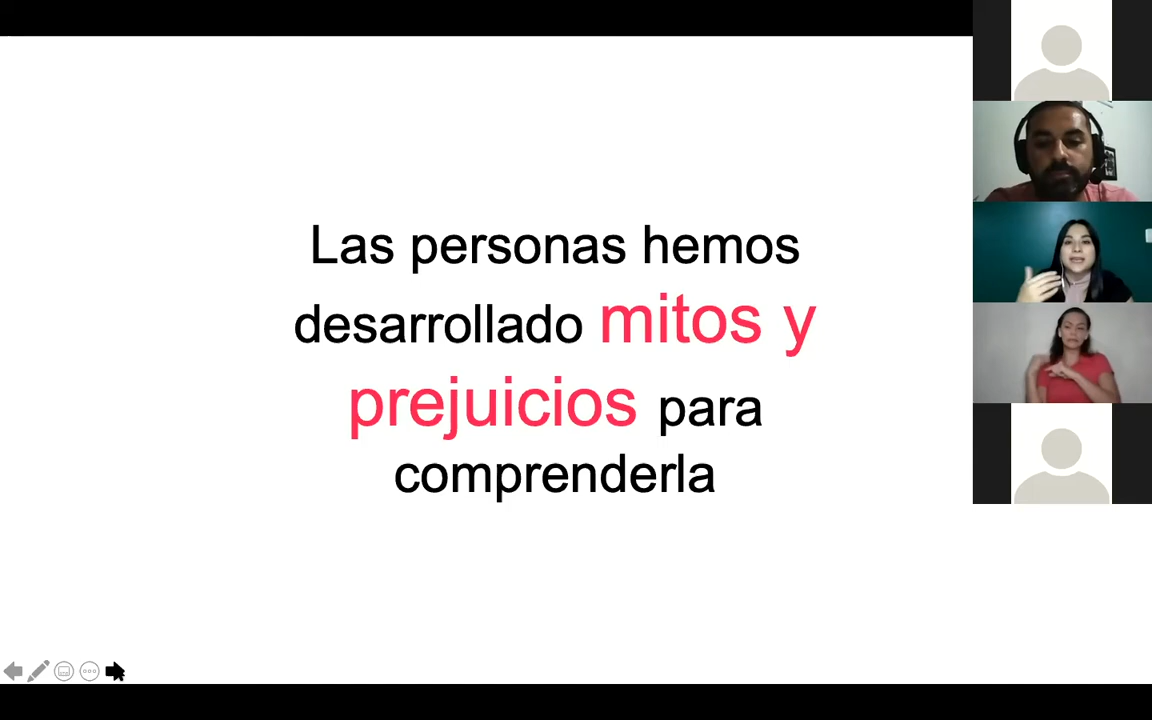 Las personas hemos
desarrollado mitos y
prejuicios para
comprenderla